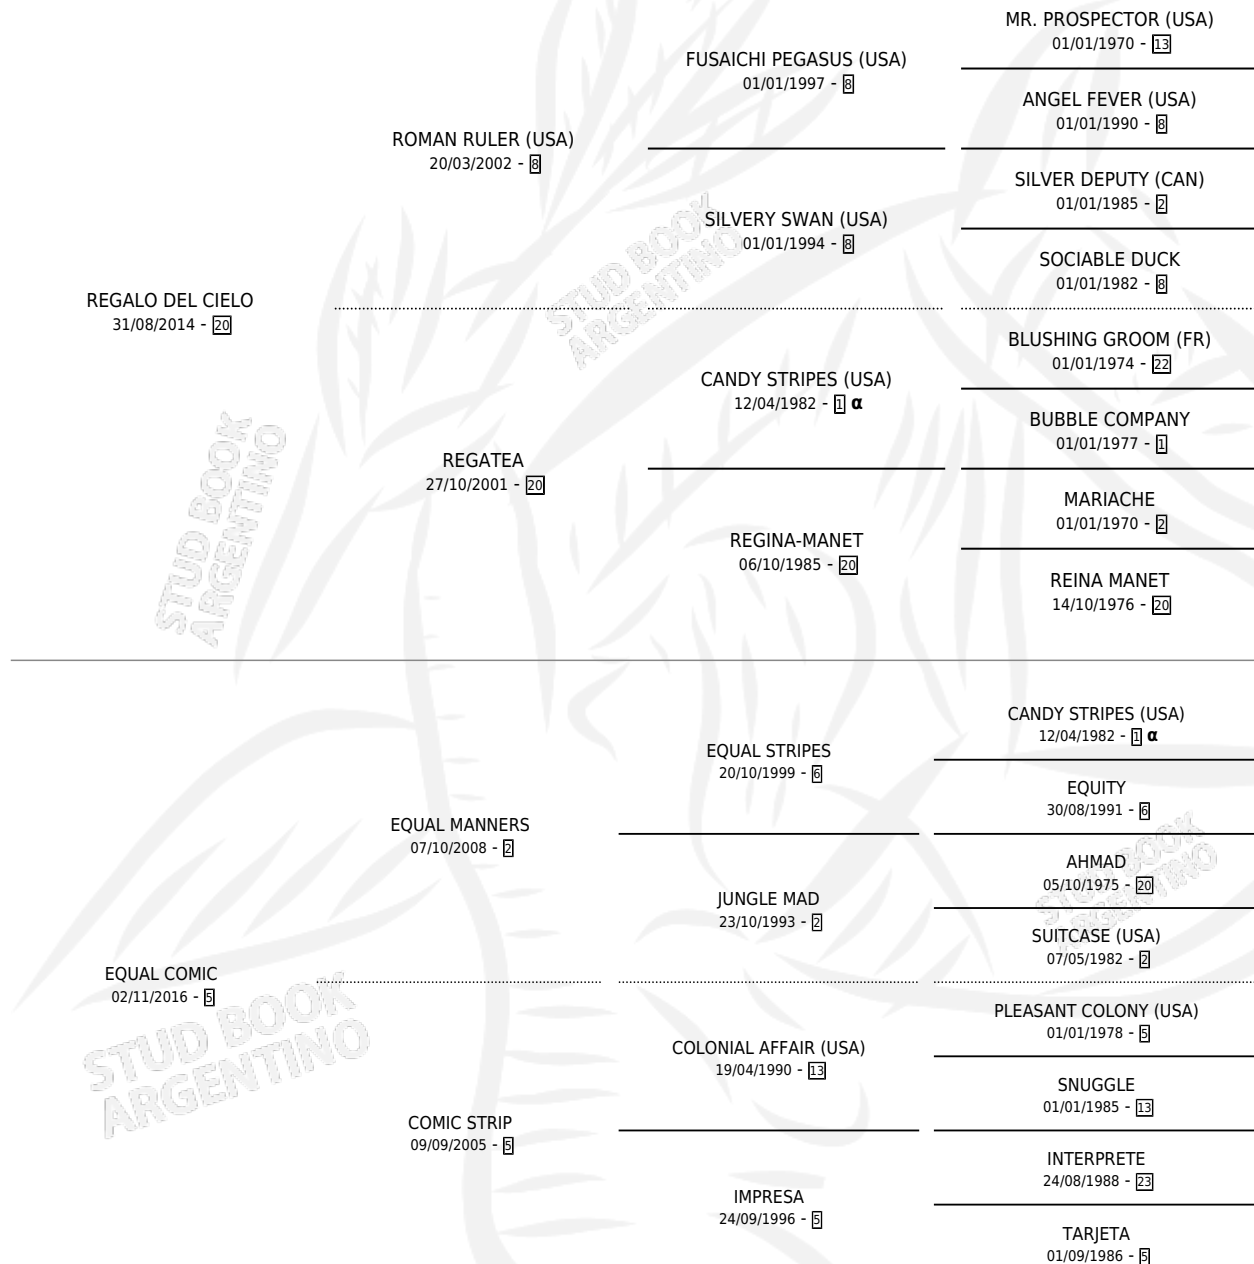 MR. PROSPECTOR (USA)
01/01/1970 - 13
FUSAICHI PEGASUS (USA)
01/01/1997 - 8
ANGEL FEVER (USA)
01/01/1990 - 8
ROMAN RULER (USA)
20/03/2002 - 8
SILVER DEPUTY (CAN)
01/01/1985 - 2
SILVERY SWAN (USA)
01/01/1994 - 8
SOCIABLE DUCK
01/01/1982 - 8
REGALO DEL CIELO
31/08/2014 - 20
BLUSHING GROOM (FR)
01/01/1974 - 22
CANDY STRIPES (USA)
12/04/1982 - 1 α
BUBBLE COMPANY
01/01/1977 - 1
REGATEA
27/10/2001 - 20
MARIACHE
01/01/1970 - 2
REGINA-MANET
06/10/1985 - 20
REINA MANET
14/10/1976 - 20
CANDY STRIPES (USA)
12/04/1982 - 1 α
EQUAL STRIPES
20/10/1999 - 6
EQUITY
30/08/1991 - 6
EQUAL MANNERS
07/10/2008 - 2
AHMAD
05/10/1975 - 20
JUNGLE MAD
23/10/1993 - 2
SUITCASE (USA)
07/05/1982 - 2
EQUAL COMIC
02/11/2016 - 5
PLEASANT COLONY (USA)
01/01/1978 - 5
COLONIAL AFFAIR (USA)
19/04/1990 - 13
SNUGGLE
01/01/1985 - 13
COMIC STRIP
09/09/2005 - 5
INTERPRETE
24/08/1988 - 23
IMPRESA
24/09/1996 - 5
TARJETA
01/09/1986 - 5
STUD BOOK
ARGENTINO
STUD BOOK
ARGENTINO
STUD BOOK
ARGENTINO
STUD BOOK
ARGENTINO